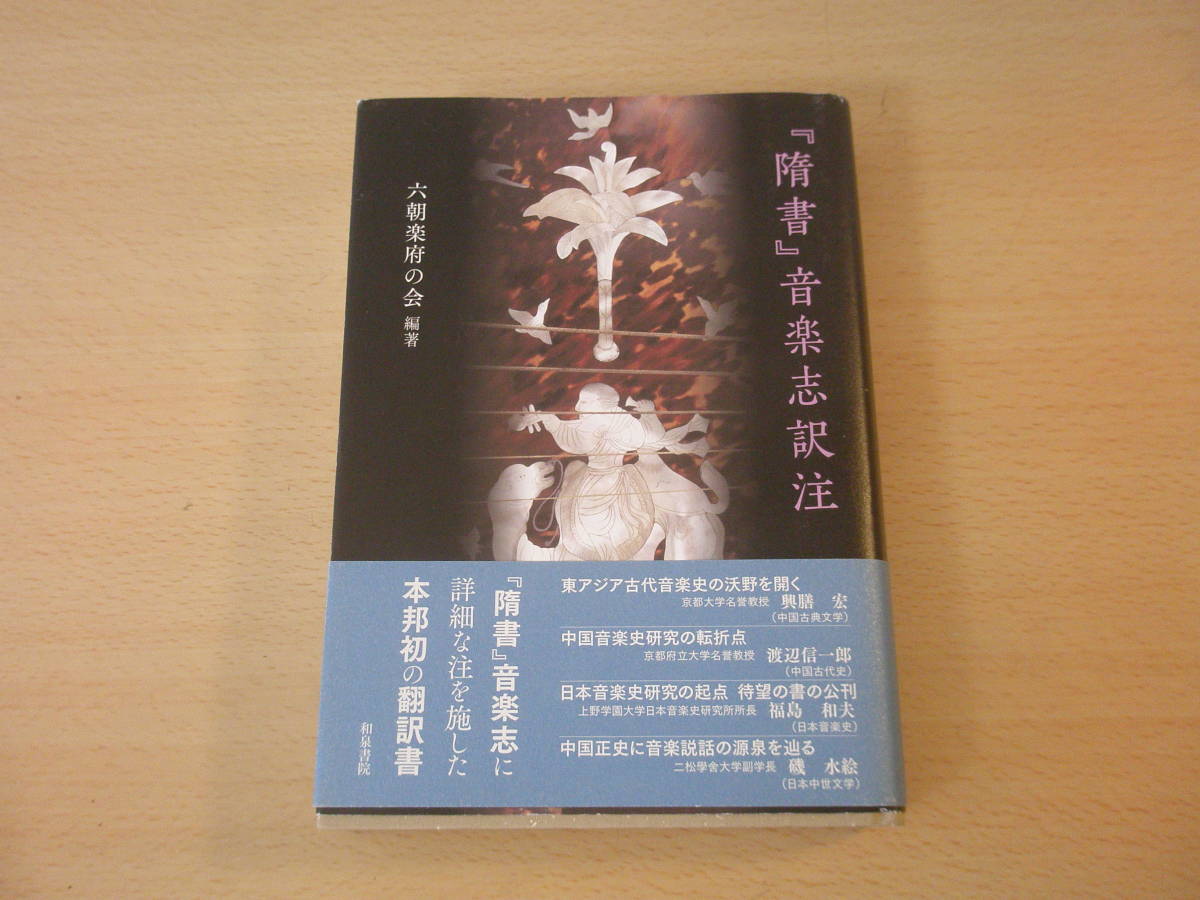 『隋書』音楽志訳注
六朝楽府の会 編著
『隋書』音楽志に
詳細な注を施した
本邦初の翻訳書
和泉書院
東アジア古代音楽史の沃野を開く
京都大学名誉教授 興膳 宏
（中国古典文学）
中国音楽史研究の転折点
京都府立大学名誉教授 渡辺信一郎
（中国古代史）
日本音楽史研究の起点 待望の書の公刊
上野学園大学日本音楽史研究所所長 福島 和夫
（日本音楽史）
中国正史に音楽説話の源泉を辿る
二松學舍大学副学長 磯 水絵
（日本中世文学）